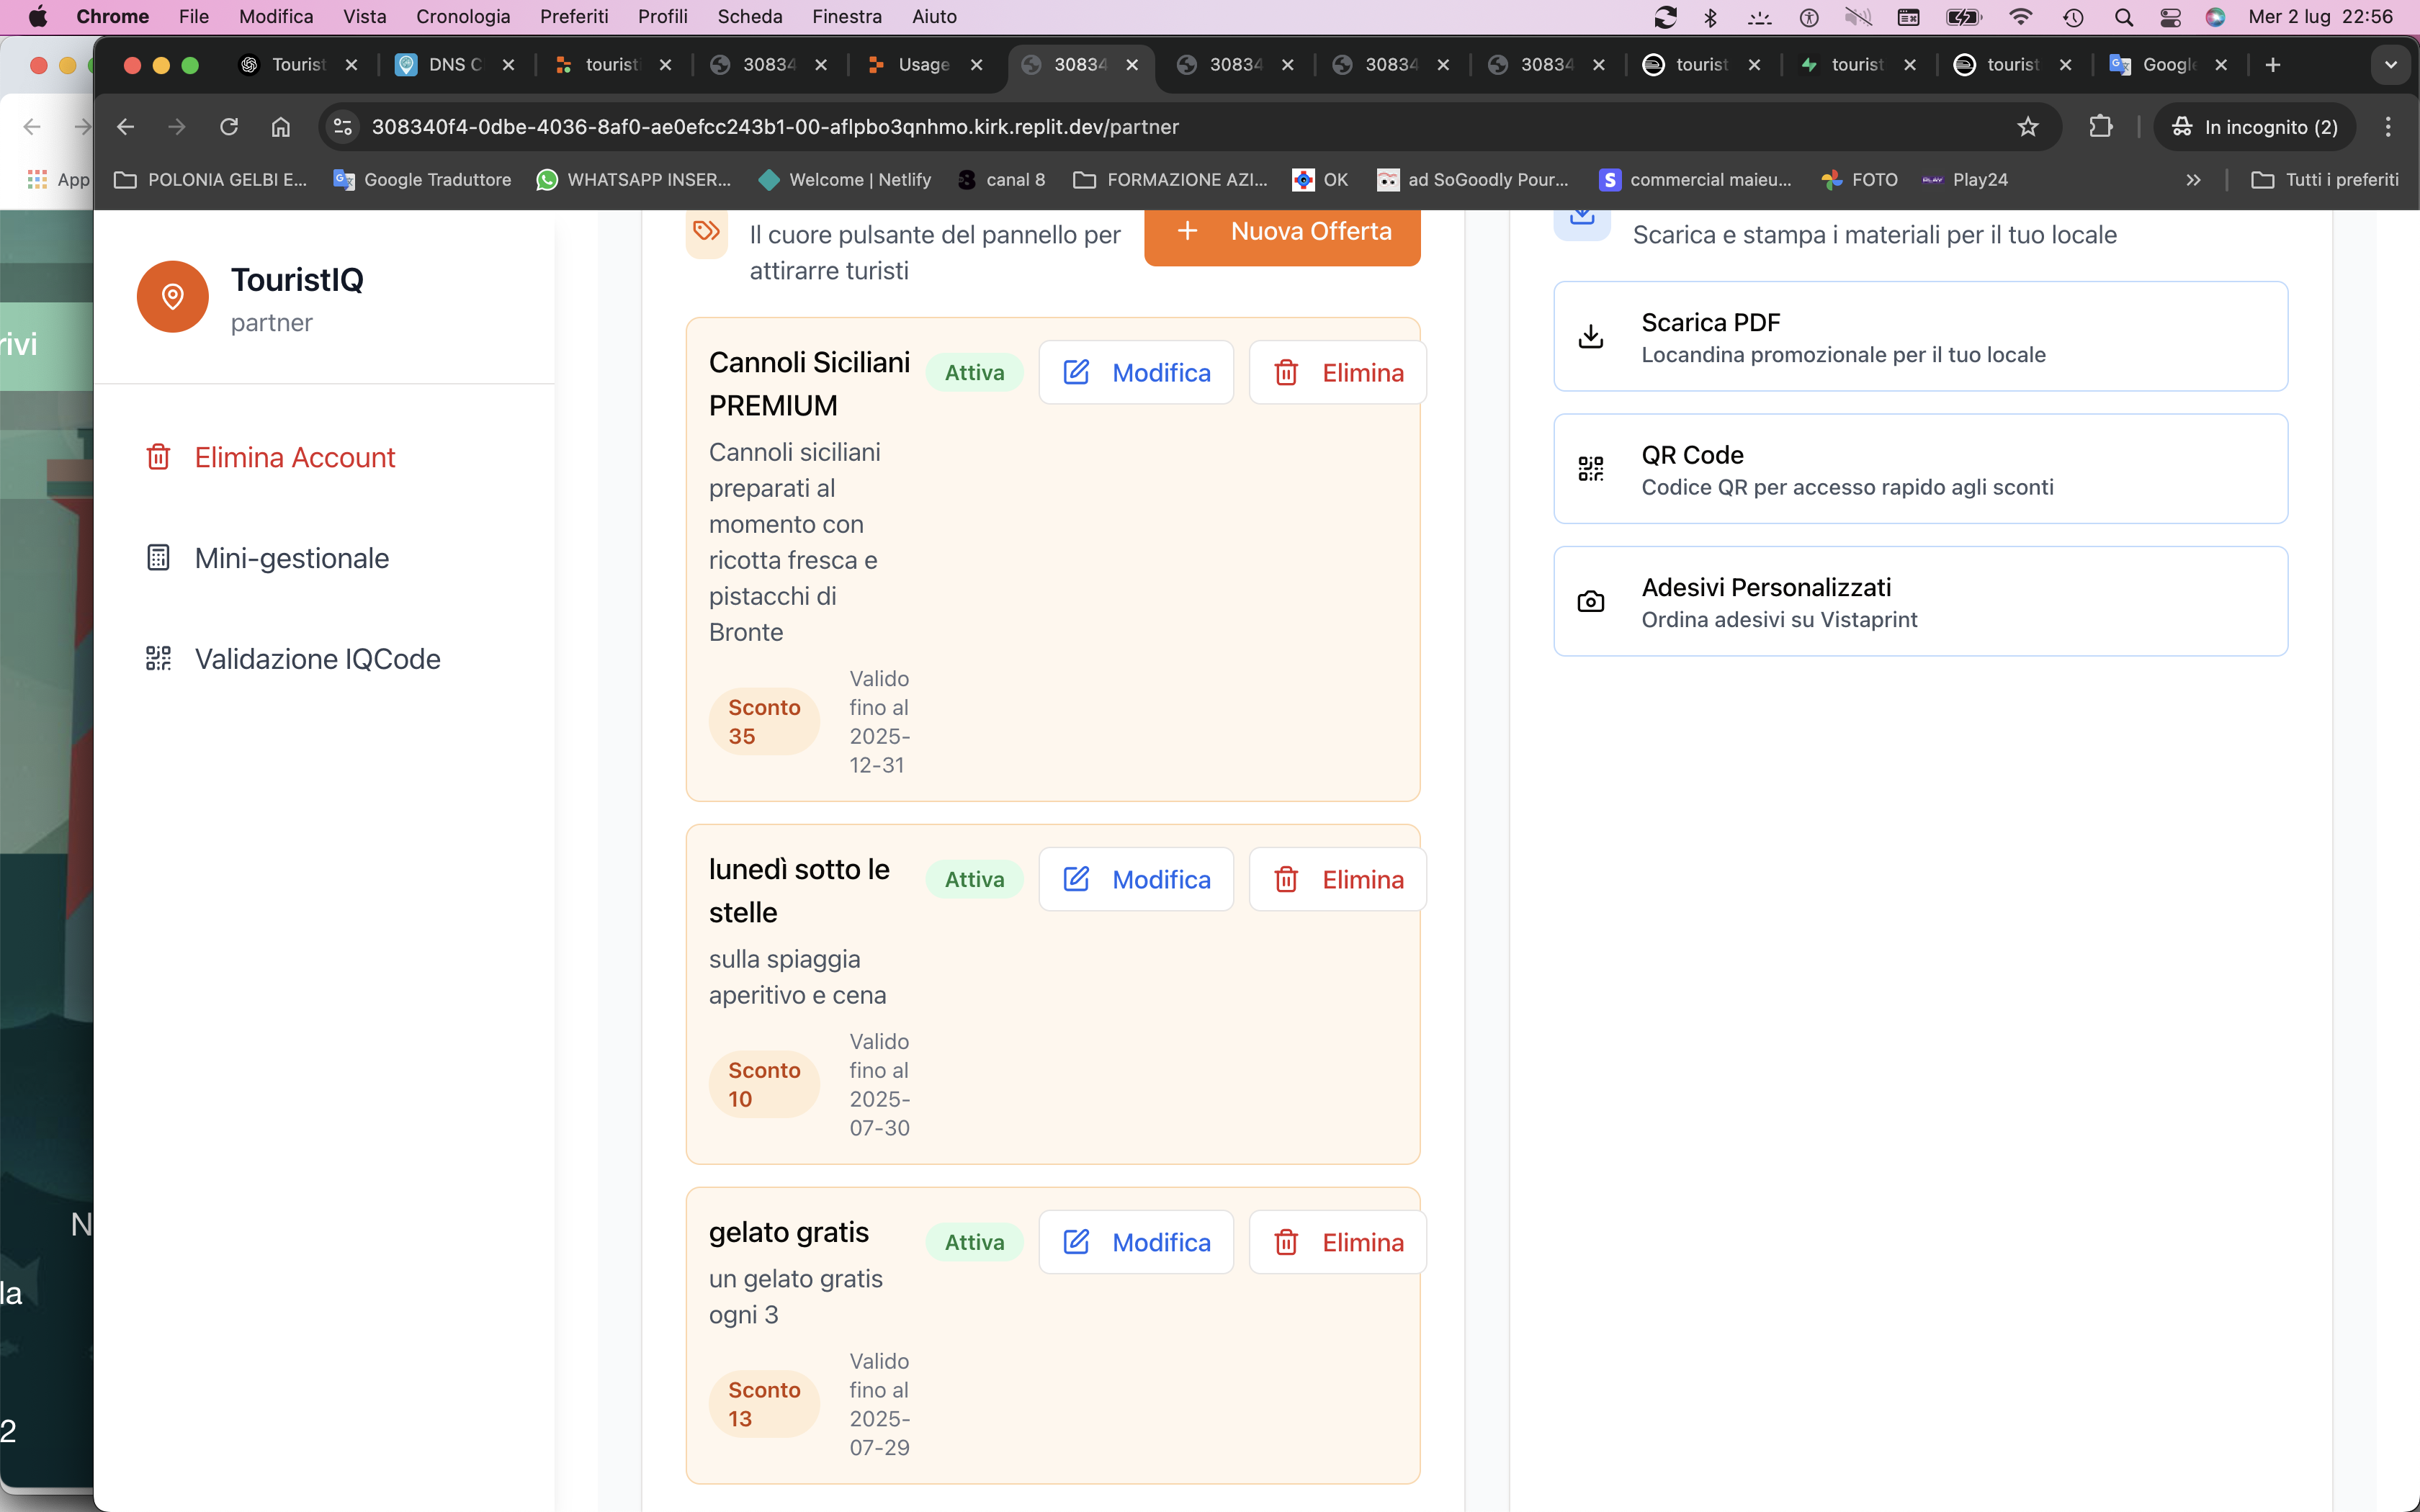 Chrome File Modifica Vista Cronologia Preferiti Profili Scheda Finestra Aiuto Mer 2 lug 22:56
Tourist DNS C tourist 30834 Usage 30834 30834 30834 30834 tourist tourist tourist Google
308340f4-0dbe-4036-8af0-ae0efcc243b1-00-aflpbo3qnhmo.kirk.replit.dev/partner In incognito (2)
App POLONIA GELBI E... Google Traduttore WHATSAPP INSER... Welcome | Netlify canal 8 FORMAZIONE AZI... OK ad SoGoodly Pour... commercial maieu... FOTO Play24 Tutti i preferiti
rivi
N
la
2
TouristIQ
partner
Elimina Account
Mini-gestionale
Validazione IQCode
Il cuore pulsante del pannello per
attirarre turisti
+ Nuova Offerta
Cannoli Siciliani
PREMIUM
Attiva Modifica Elimina
Cannoli siciliani
preparati al
momento con
ricotta fresca e
pistacchi di
Bronte
Sconto
35
Valido
fino al
2025-
12-31
lunedì sotto le
stelle
Attiva Modifica Elimina
sulla spiaggia
aperitivo e cena
Sconto
10
Valido
fino al
2025-
07-30
gelato gratis
Attiva Modifica Elimina
un gelato gratis
ogni 3
Sconto
13
Valido
fino al
2025-
07-29
Scarica e stampa i materiali per il tuo locale
Scarica PDF
Locandina promozionale per il tuo locale
QR Code
Codice QR per accesso rapido agli sconti
Adesivi Personalizzati
Ordina adesivi su Vistaprint